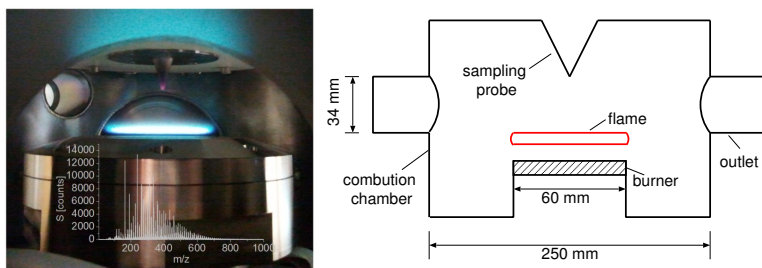 14000
12000
10000
8000
6000
4000
2000
0
S [counts]
200 400 600 800 1000
m/z
sampling
probe
34 mm
flame
outlet
combution
chamber
burner
60 mm
250 mm